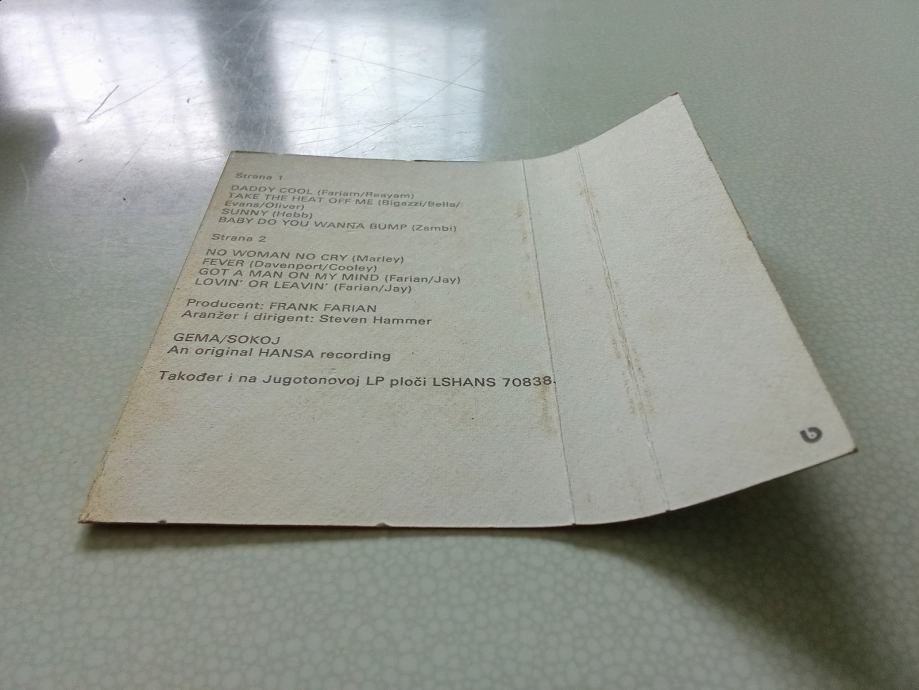 Strana 1
DADDY COOL (Fariam/Reayam)
TAKE THE HEAT OFF ME (Bigazzi/Bella/
Evans/Oliver)
SUNNY (Hebb)
BABY DO YOU WANNA BUMP (Zambi)
Strana 2
NO WOMAN NO CRY (Marley)
FEVER (Davenport/Cooley)
GOT A MAN ON MY MIND (Farian/Jay)
LOVIN' OR LEAVIN' (Farian/Jay)
Producent: FRANK FARIAN
Aranžer i dirigent: Steven Hammer
GEMA/SOKOJ
An original HANSA recording
Također i na Jugotonovoj LP ploči LSHANS 70838.